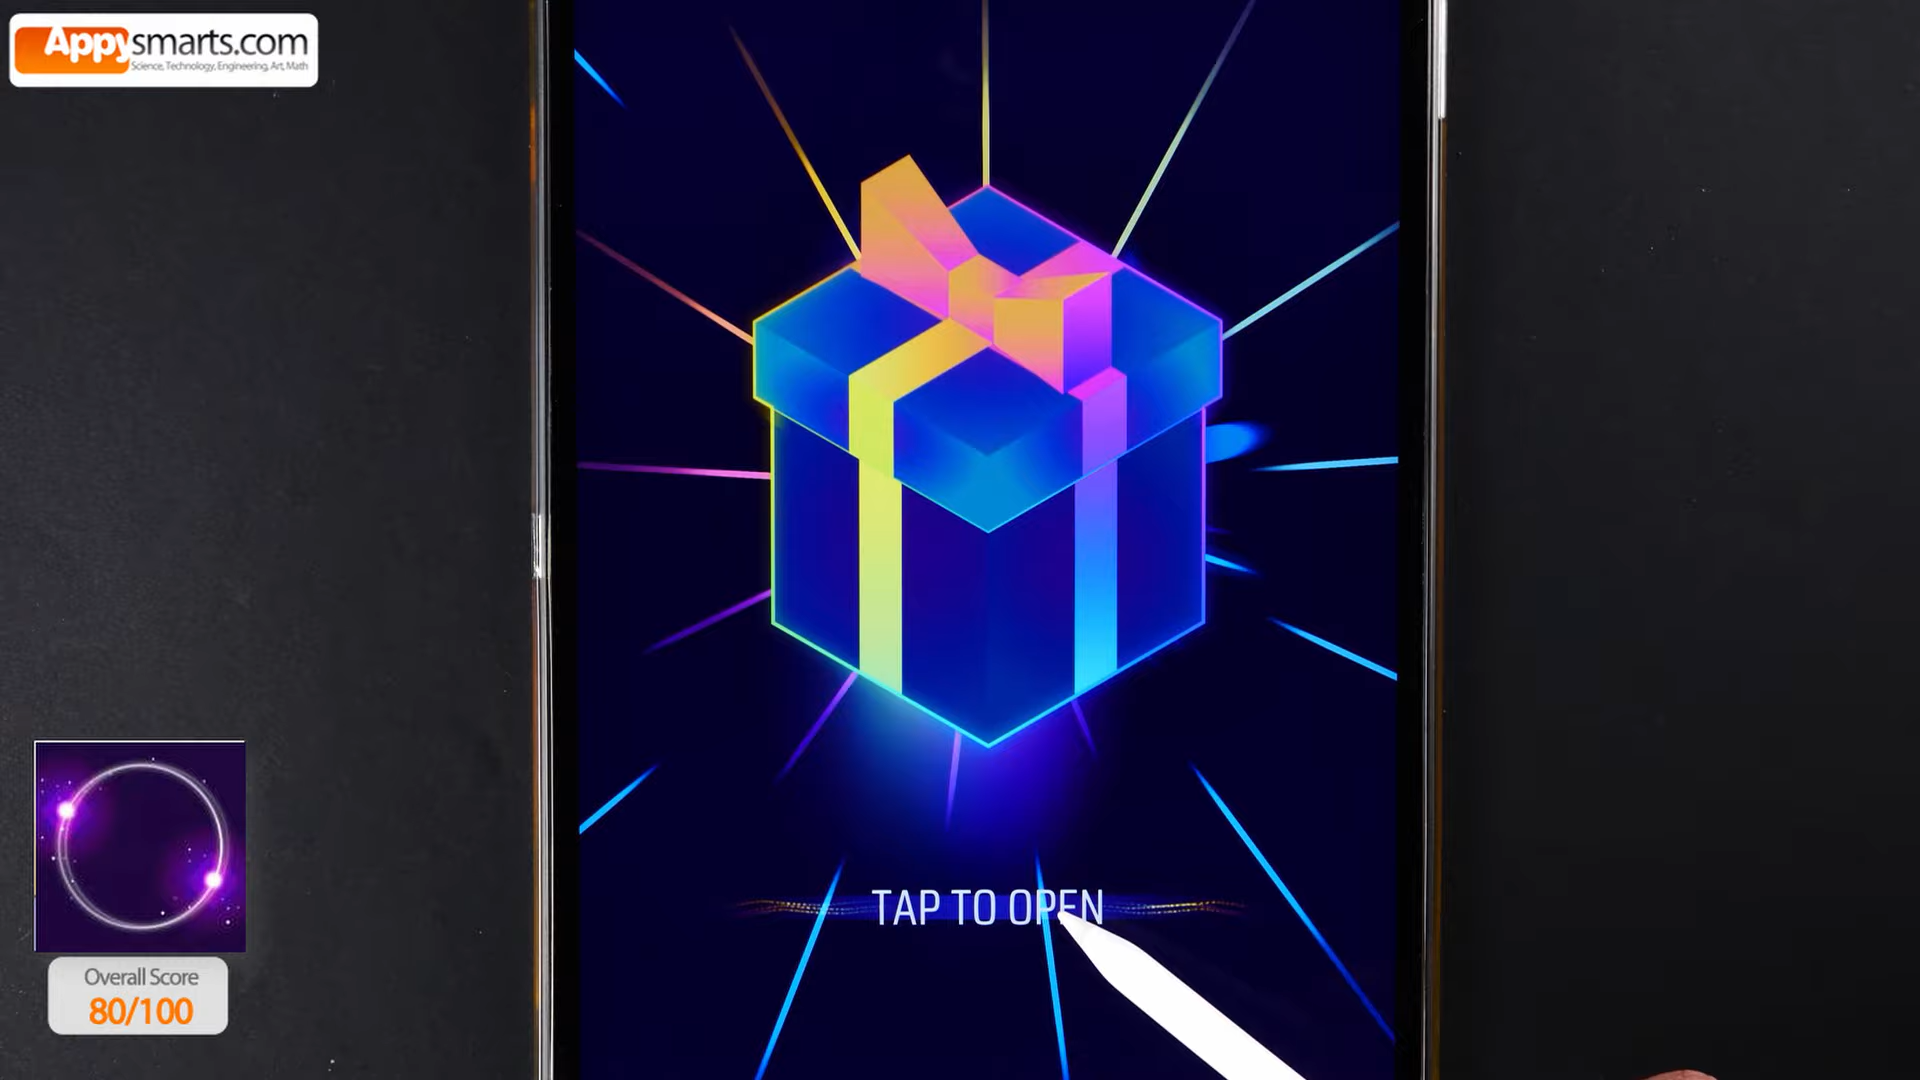 Appysmarts.com
Science, Technology, Engineering, Art, Math
TAP TO OPEN
Overall Score
80/100